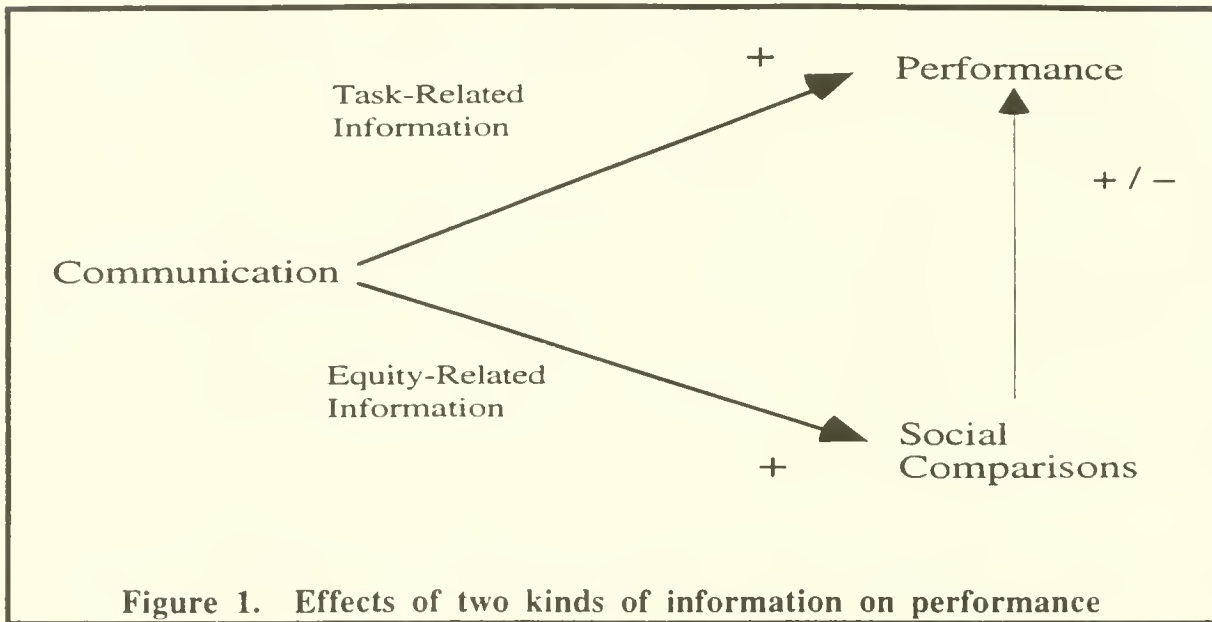 +
Performance
Task-Related
Information
+ / −
Communication
Equity-Related
Information
Social
Comparisons
+
Figure 1. Effects of two kinds of information on performance